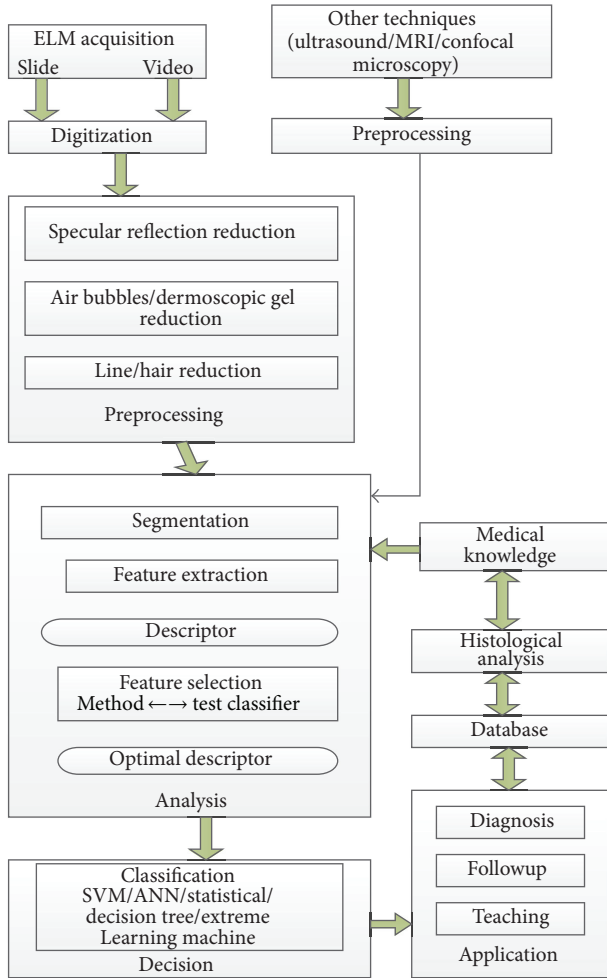 ELM acquisition
Slide Video
Digitization
Other techniques
(ultrasound/MRI/confocal
microscopy)
Preprocessing
Specular reflection reduction
Air bubbles/dermoscopic gel
reduction
Line/hair reduction
Preprocessing
Segmentation
Feature extraction
Descriptor
Feature selection
Method ←→ test classifier
Optimal descriptor
Analysis
Medical
knowledge
Histological
analysis
Database
Classification
SVM/ANN/statistical/
decision tree/extreme
Learning machine
Decision
Diagnosis
Followup
Teaching
Application